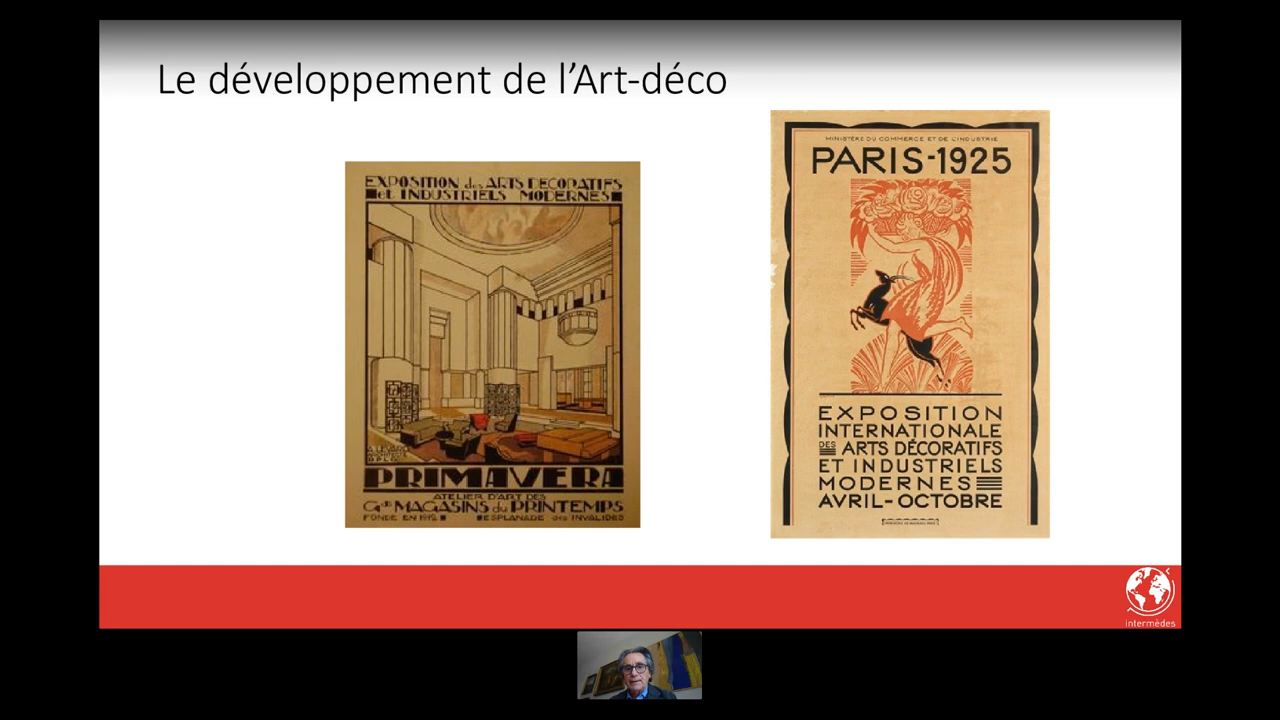 Le développement de l'Art-déco
EXPOSITION des ARTS DECORATIFS
et INDUSTRIELS MODERNES
PRIMAVERA
ATELIER D'ART DES
Gds MAGASINS du PRINTEMPS
FONDÉ EN 1912 ESPLANADE des INVALIDES
MINISTÈRE DU COMMERCE ET DE L'INDUSTRIE
PARIS-1925
EXPOSITION
INTERNATIONALE
DES ARTS DÉCORATIFS
ET INDUSTRIELS
MODERNES
AVRIL-OCTOBRE
intermèdes